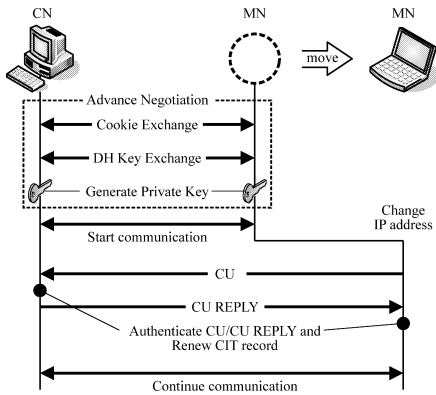 CN
MN
MN
move
Advance Negotiation
Cookie Exchange
DH Key Exchange
Generate Private Key
Start communication
Change
IP address
CU
CU REPLY
Authenticate CU/CU REPLY and
Renew CIT record
Continue communication